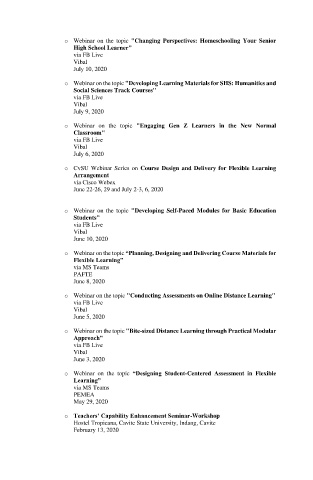 o Webinar on the topic "Changing Perspectives: Homeschooling Your Senior
High School Learner"
via FB Live
Vibal
July 10, 2020
o Webinar on the topic "Developing Learning Materials for SHS: Humanities and
Social Sciences Track Courses"
via FB Live
Vibal
July 9, 2020
o Webinar on the topic "Engaging Gen Z Learners in the New Normal
Classroom"
via FB Live
Vibal
July 6, 2020
o CvSU Webinar Series on Course Design and Delivery for Flexible Learning
Arrangement
via Cisco Webex
June 22-26, 29 and July 2-3, 6, 2020
o Webinar on the topic "Developing Self-Paced Modules for Basic Education
Students"
via FB Live
Vibal
June 10, 2020
o Webinar on the topic “Planning, Designing and Delivering Course Materials for
Flexible Learning”
via MS Teams
PAFTE
June 8, 2020
o Webinar on the topic "Conducting Assessments on Online Distance Learning"
via FB Live
Vibal
June 5, 2020
o Webinar on the topic "Bite-sized Distance Learning through Practical Modular
Approach"
via FB Live
Vibal
June 3, 2020
o Webinar on the topic “Designing Student-Centered Assessment in Flexible
Learning”
via MS Teams
PEMEA
May 29, 2020
o Teachers' Capability Enhancement Seminar-Workshop
Hostel Tropicana, Cavite State University, Indang, Cavite
February 13, 2020